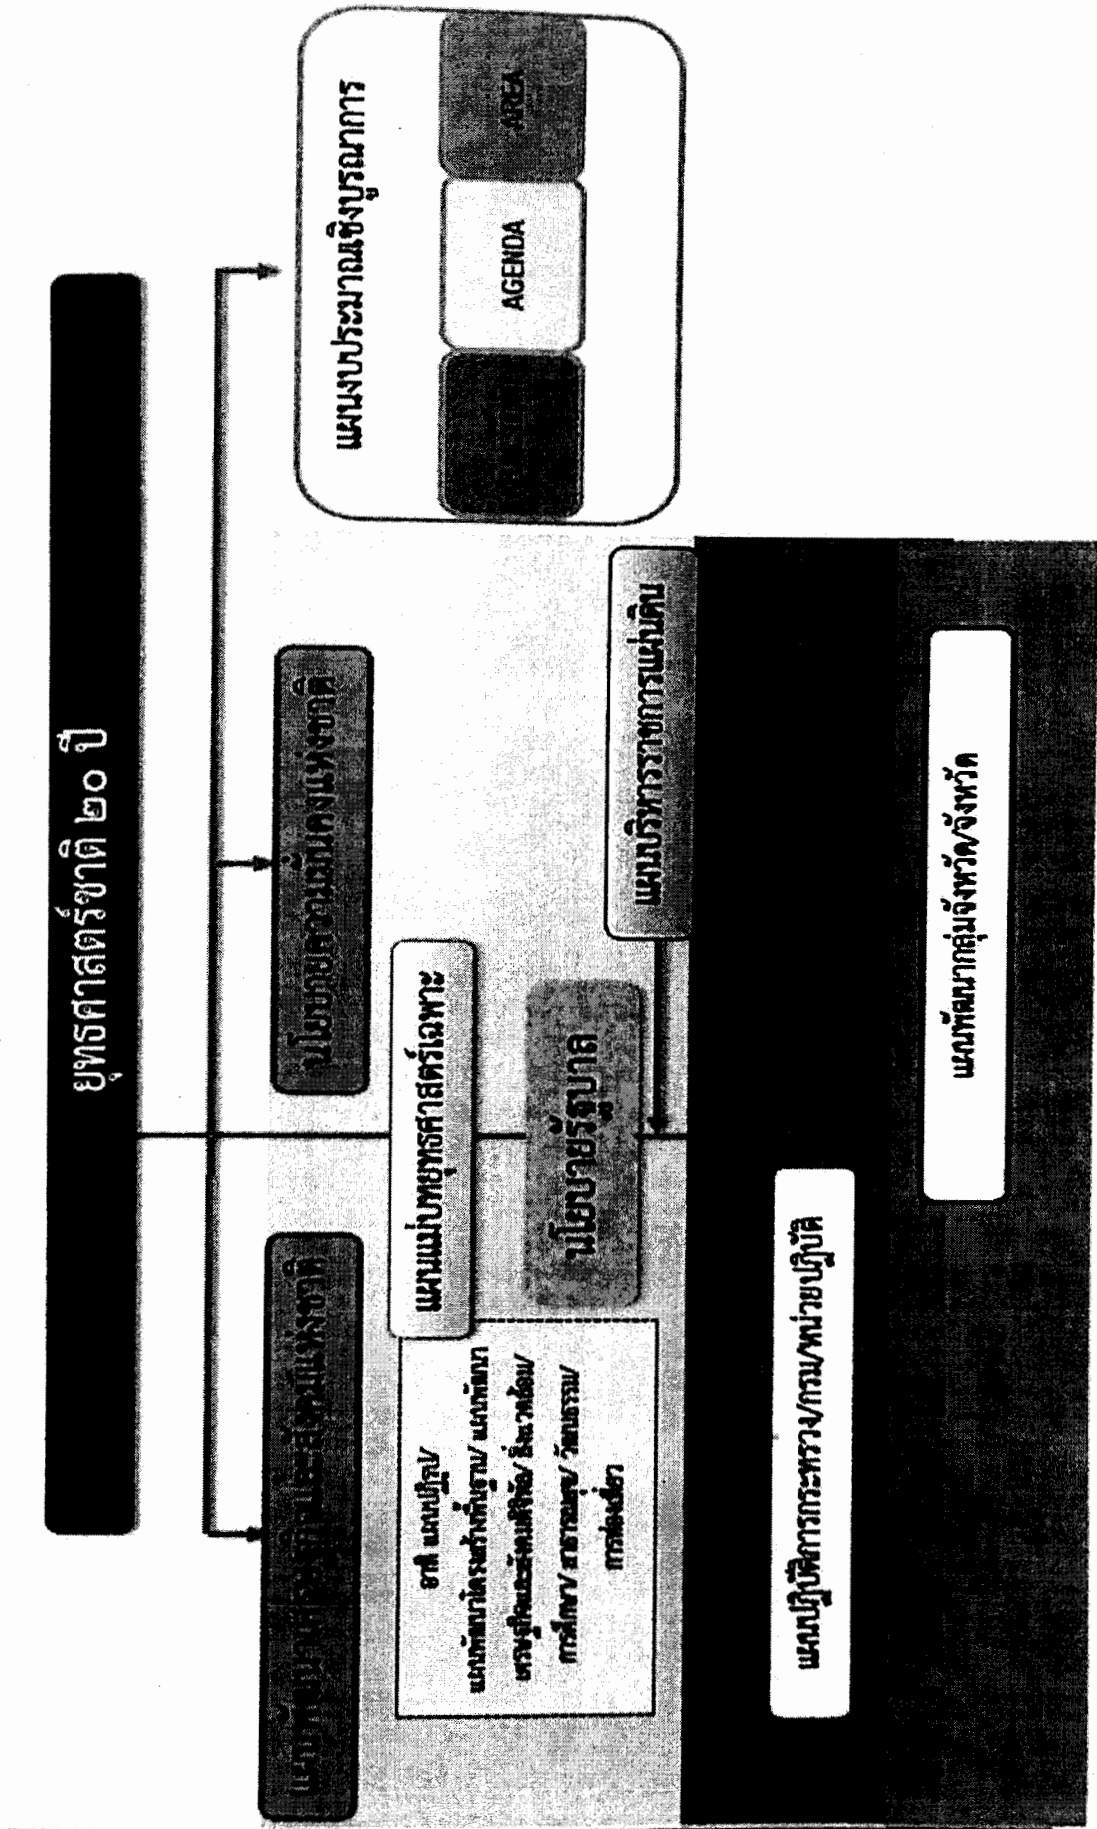 ยุทธศาสตร์ชาติ ๒๐ ปี
แผนพัฒนาเศรษฐกิจและสังคมแห่งชาติ
นโยบายความมั่นคงแห่งชาติ
แผนงบประมาณเชิงบูรณาการ
AGENDA
AREA
แผนแม่บทยุทธศาสตร์เฉพาะ
อาทิ แผนปฏิรูป/
แผนพัฒนาโครงสร้างพื้นฐาน/ แผนพัฒนา
เศรษฐกิจและสังคมดิจิทัล/ สิ่งแวดล้อม/
การศึกษา/ สาธารณสุข/ วัฒนธรรม/
การท่องเที่ยว
นโยบายรัฐบาล
แผนบริหารราชการแผ่นดิน
แผนปฏิบัติการกระทรวง/กรม/หน่วยปฏิบัติ
แผนพัฒนากลุ่มจังหวัด/จังหวัด